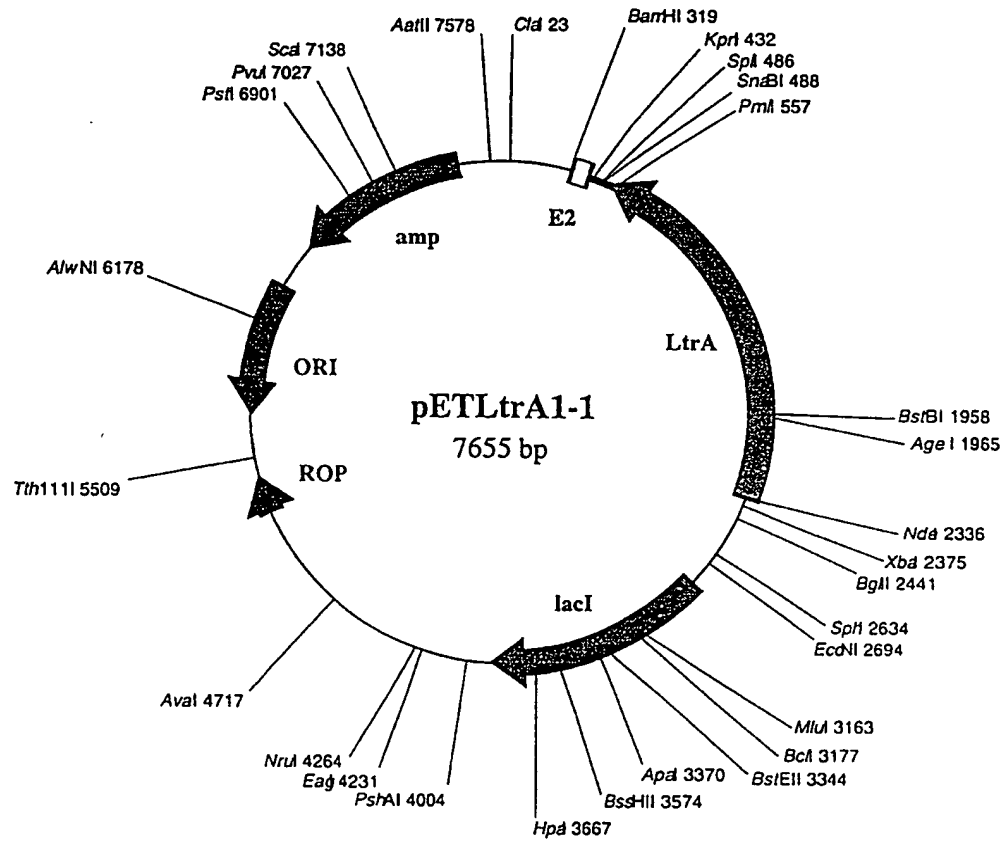 AatII 7578
ClaI 23
BamHI 319
KpnI 432
SplI 486
SnaBI 488
PmlI 557
ScaI 7138
PvuI 7027
PstI 6901
E2
amp
AlwNI 6178
LtrA
ORI
pETLtrA1-1
7655 bp
BstBI 1958
Age I 1965
ROP
Tth111I 5509
NdeI 2336
XbaI 2375
BglII 2441
lacI
SphI 2634
EcoNI 2694
AvaI 4717
MluI 3163
BclI 3177
BstEII 3344
NruI 4264
EagI 4231
PshAI 4004
ApaI 3370
BssHII 3574
HpaI 3667